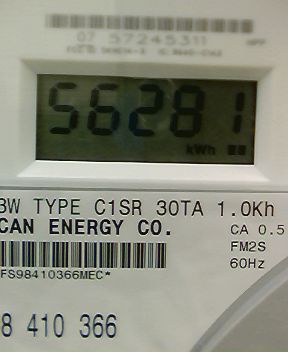 07 57245311
56281
kWh
3W TYPE C1SR 30TA 1.0Kh
CAN ENERGY CO.
CA 0.5
FM2S
60Hz
FS98410366MEC*
8 410 366